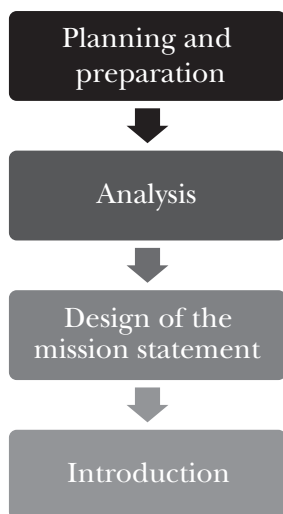 Planning and
preparation
Analysis
Design of the
mission statement
Introduction